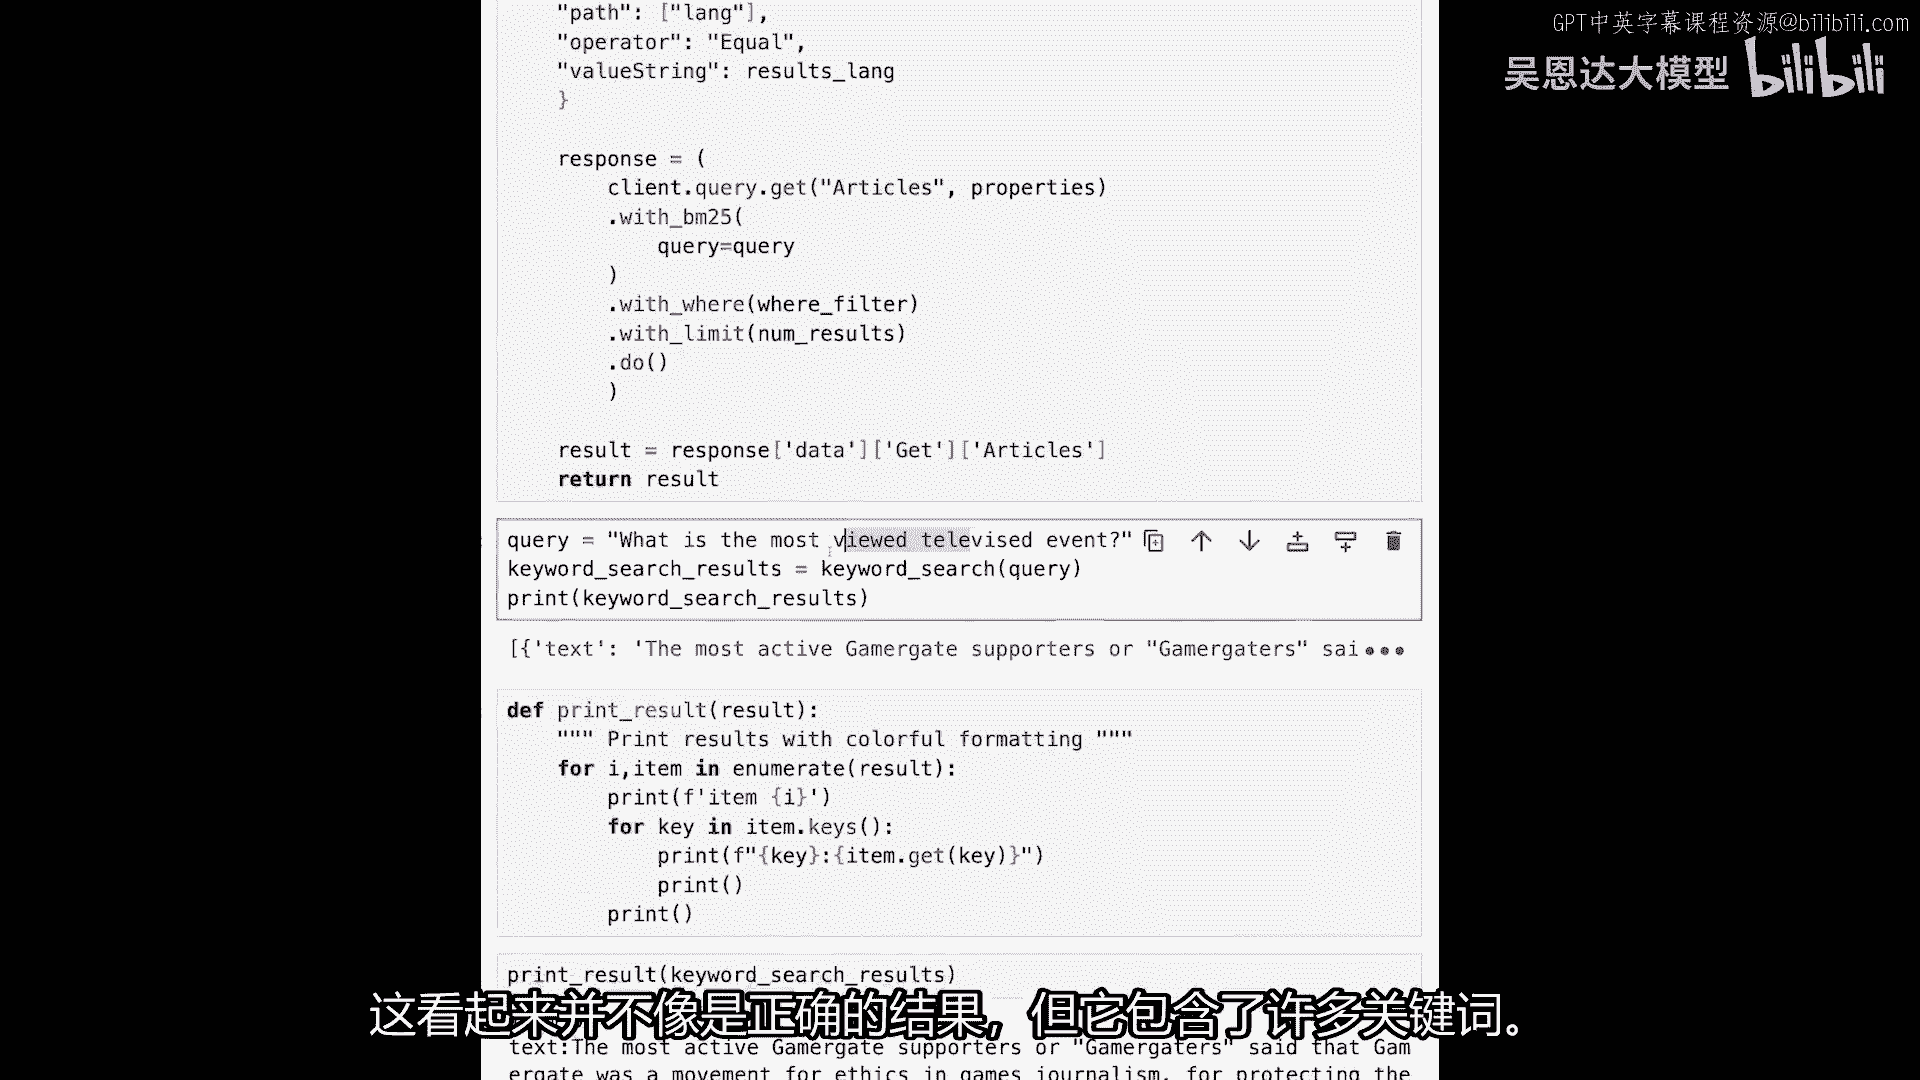 GPT中英字幕课程资源@bilibili.com
吴恩达大模型 bilibili
"path": ["lang"],
"operator": "Equal",
"valueString": results_lang
}
response = (
client.query.get("Articles", properties)
.with_bm25(
query=query
)
.with_where(where_filter)
.with_limit(num_results)
.do()
)
result = response['data']['Get']['Articles']
return result
query = "What is the most viewed televised event?"
keyword_search_results = keyword_search(query)
print(keyword_search_results)
[{'text': 'The most active Gamergate supporters or "Gamergaters" sai•••
def print_result(result):
""" Print results with colorful formatting """
for i,item in enumerate(result):
print(f'item {i}')
for key in item.keys():
print(f"{key}:{item.get(key)}")
print()
print()
print_result(keyword_search_results)
这看起来并不像是正确的结果，但它包含了许多关键词。
text:The most active Gamergate supporters or "Gamergaters" said that Gam
ergate was a movement for ethics in games journalism, for protecting the